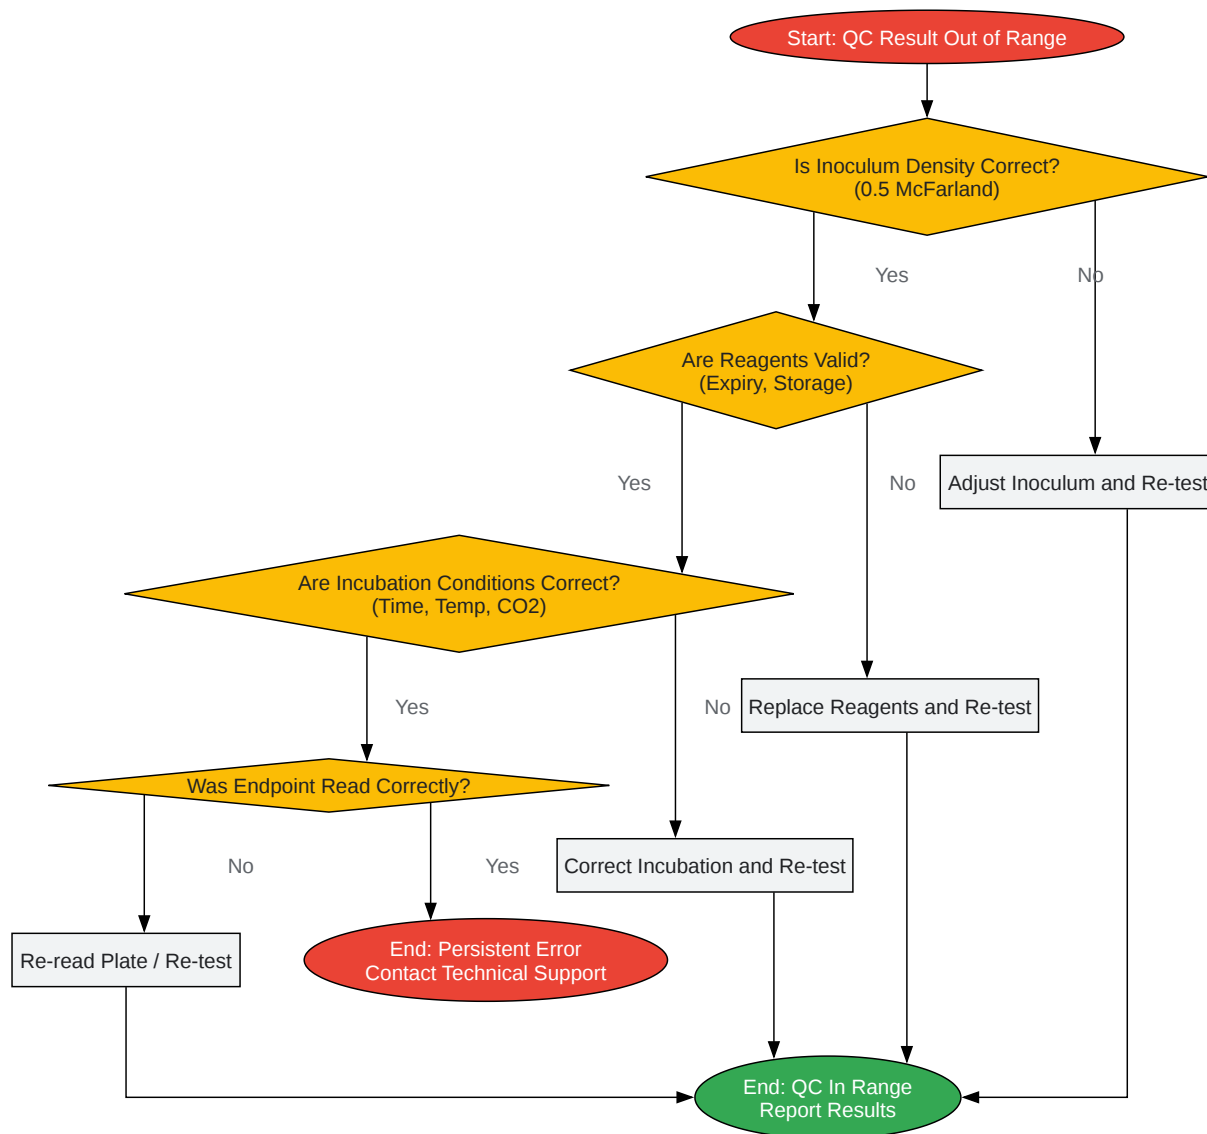 Start: QC Result Out of Range
Is Inoculum Density Correct?
(0.5 McFarland)
Yes
No
Are Reagents Valid?
(Expiry, Storage)
Yes
No
Adjust Inoculum and Re-test
Are Incubation Conditions Correct?
(Time, Temp, CO2)
Yes
No
Replace Reagents and Re-test
Was Endpoint Read Correctly?
No
Yes
Correct Incubation and Re-test
Re-read Plate / Re-test
End: Persistent Error
Contact Technical Support
End: QC In Range
Report Results